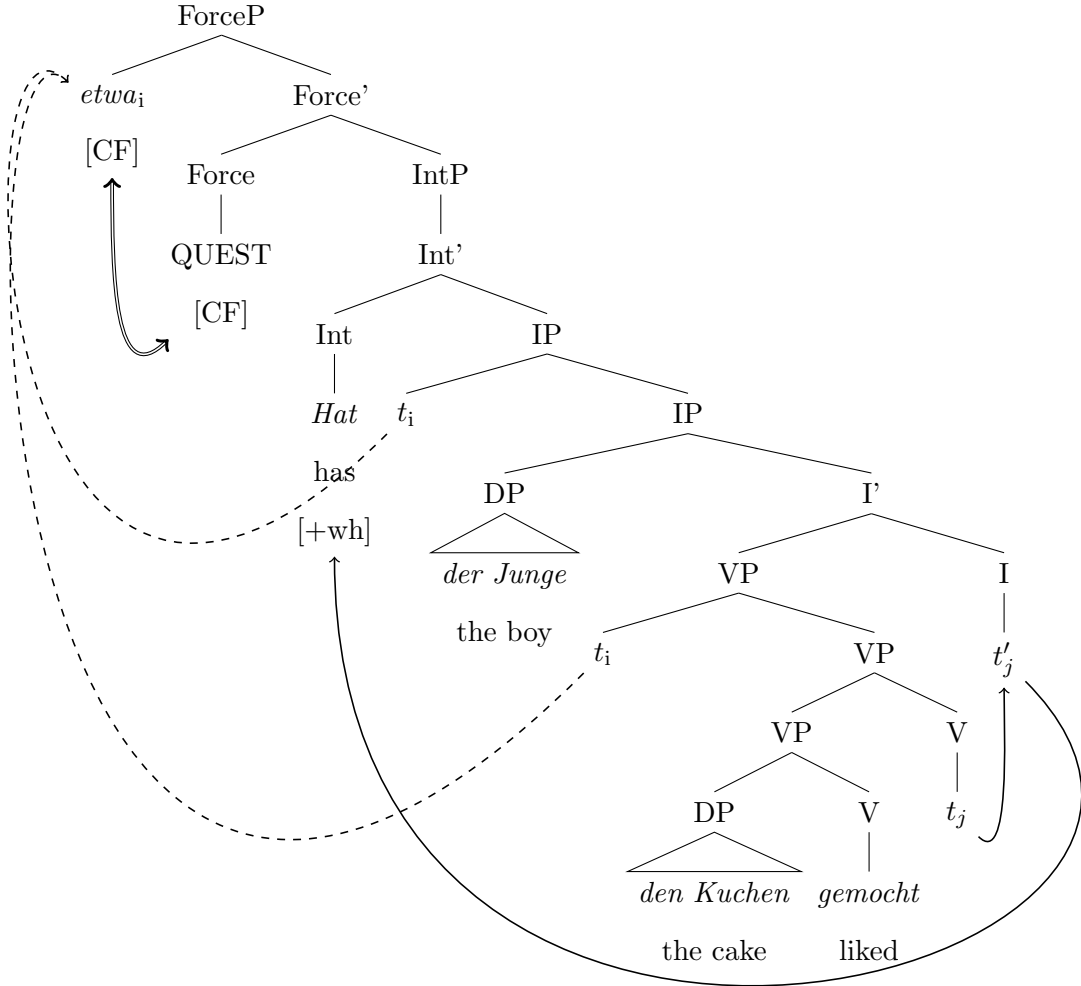 ForceP
etwaᵢ Force'
[CF]
Force IntP
QUEST Int'
[CF]
Int IP
Hat tᵢ IP
has
DP I'
[+wh]
der Junge VP I
the boy
tᵢ VP t′ⱼ
VP V
DP V tⱼ
den Kuchen gemocht
the cake liked